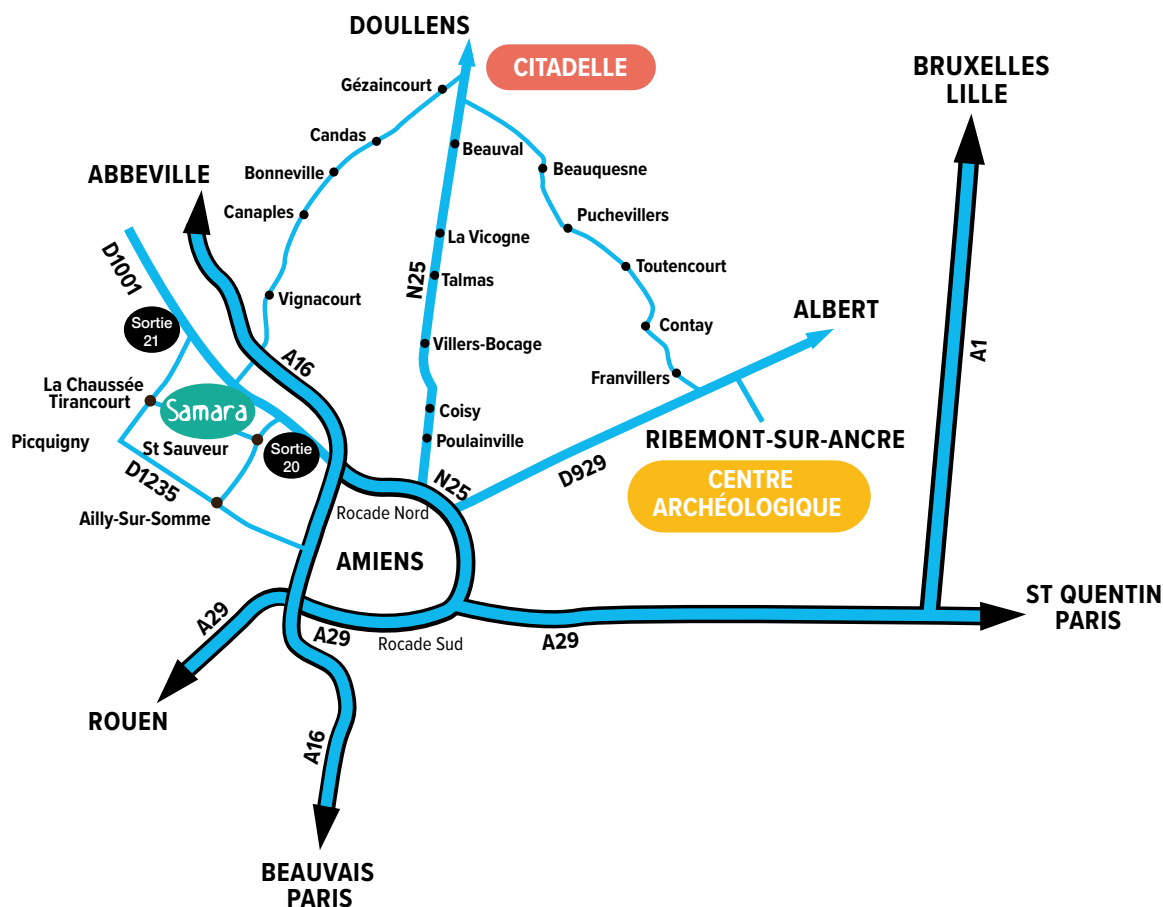 DOULLENS
CITADELLE
BRUXELLES
LILLE
Gézaincourt
Candas
Beauval
ABBEVILLE
Bonneville
Beauquesne
Canaples
Puchevillers
La Vicogne
D1001
N25
Toutencourt
Talmas
Vignacourt
ALBERT
Sortie
21
Contay
A16
Villers-Bocage
A1
Franvillers
La Chaussée
Tirancourt
Samara
Coisy
Picquigny
St Sauveur
Poulainville
RIBEMONT-SUR-ANCRE
Sortie
20
D1235
N25
D929
CENTRE
ARCHÉOLOGIQUE
Ailly-Sur-Somme
Rocade Nord
AMIENS
ST QUENTIN
PARIS
A29
A29
Rocade Sud
A29
ROUEN
A16
BEAUVAIS
PARIS